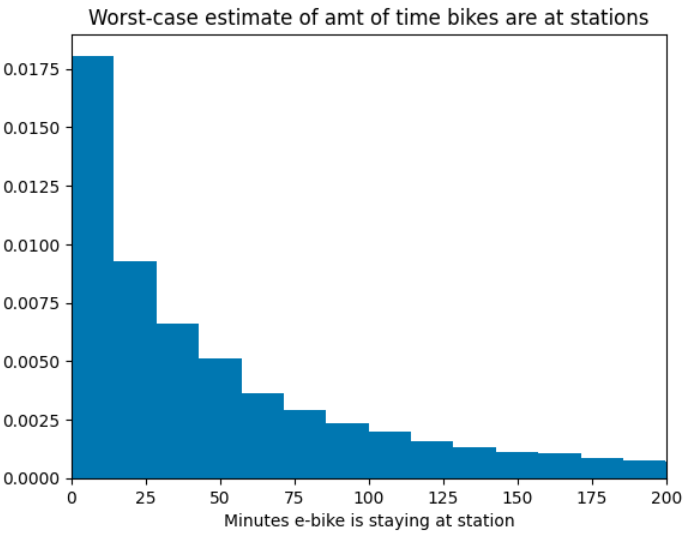 Worst-case estimate of amt of time bikes are at stations
0.0175
0.0150
0.0125
0.0100
0.0075
0.0050
0.0025
0.0000
0 25 50 75 100 125 150 175 200
Minutes e-bike is staying at station